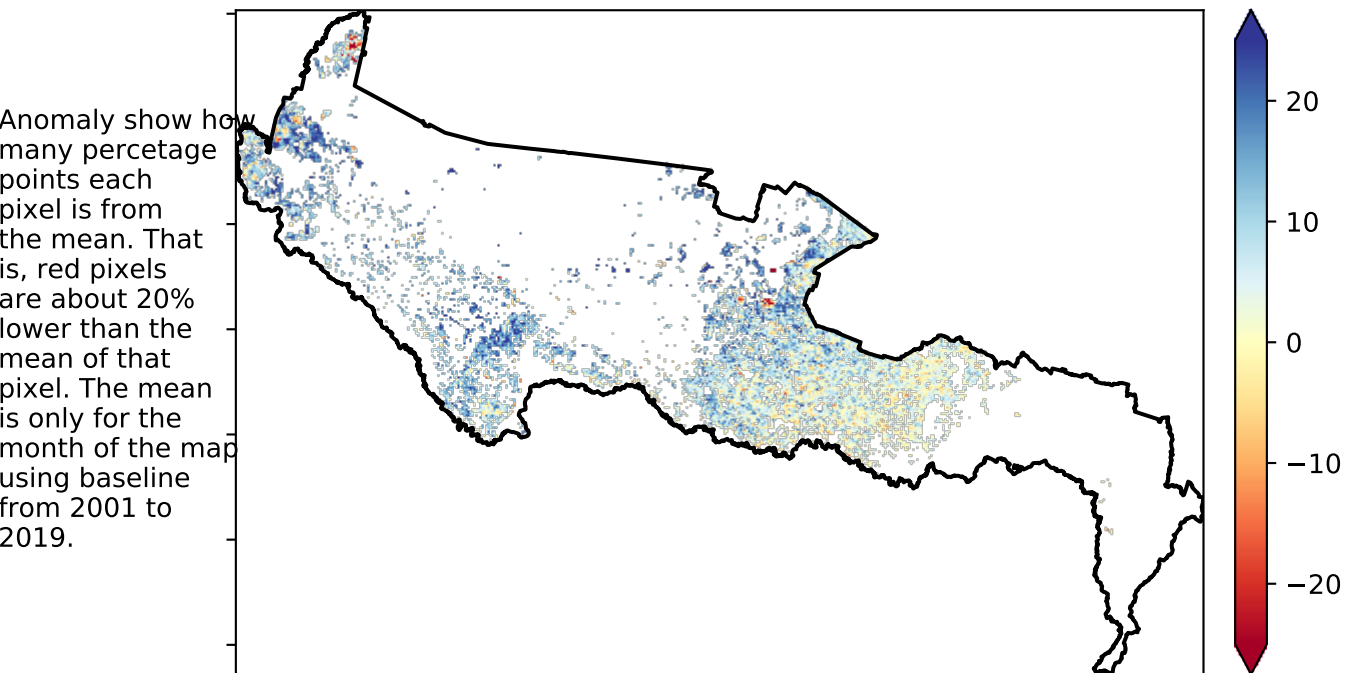 Anomaly show how
many percetage
points each
pixel is from
the mean. That
is, red pixels
are about 20%
lower than the
mean of that
pixel. The mean
is only for the
month of the map
using baseline
from 2001 to
2019.
20
10
0
−10
−20